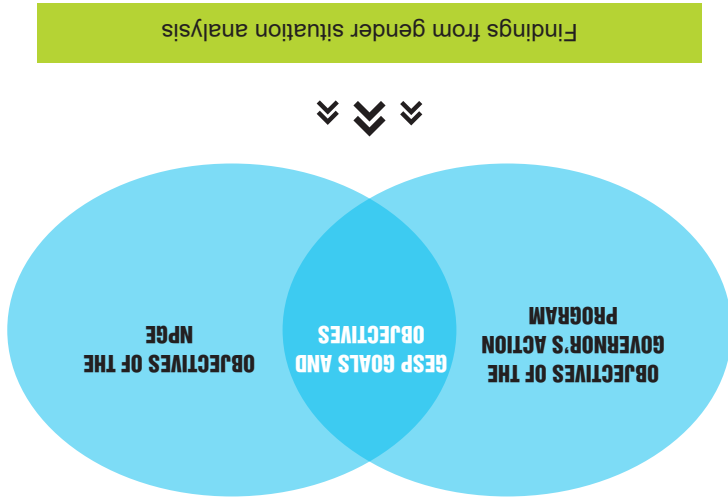 OBJECTIVES OF THE
GOVERNOR'S ACTION
PROGRAM
GESP GOALS AND
OBJECTIVES
OBJECTIVES OF THE
NPGE
Findings from gender situation analysis